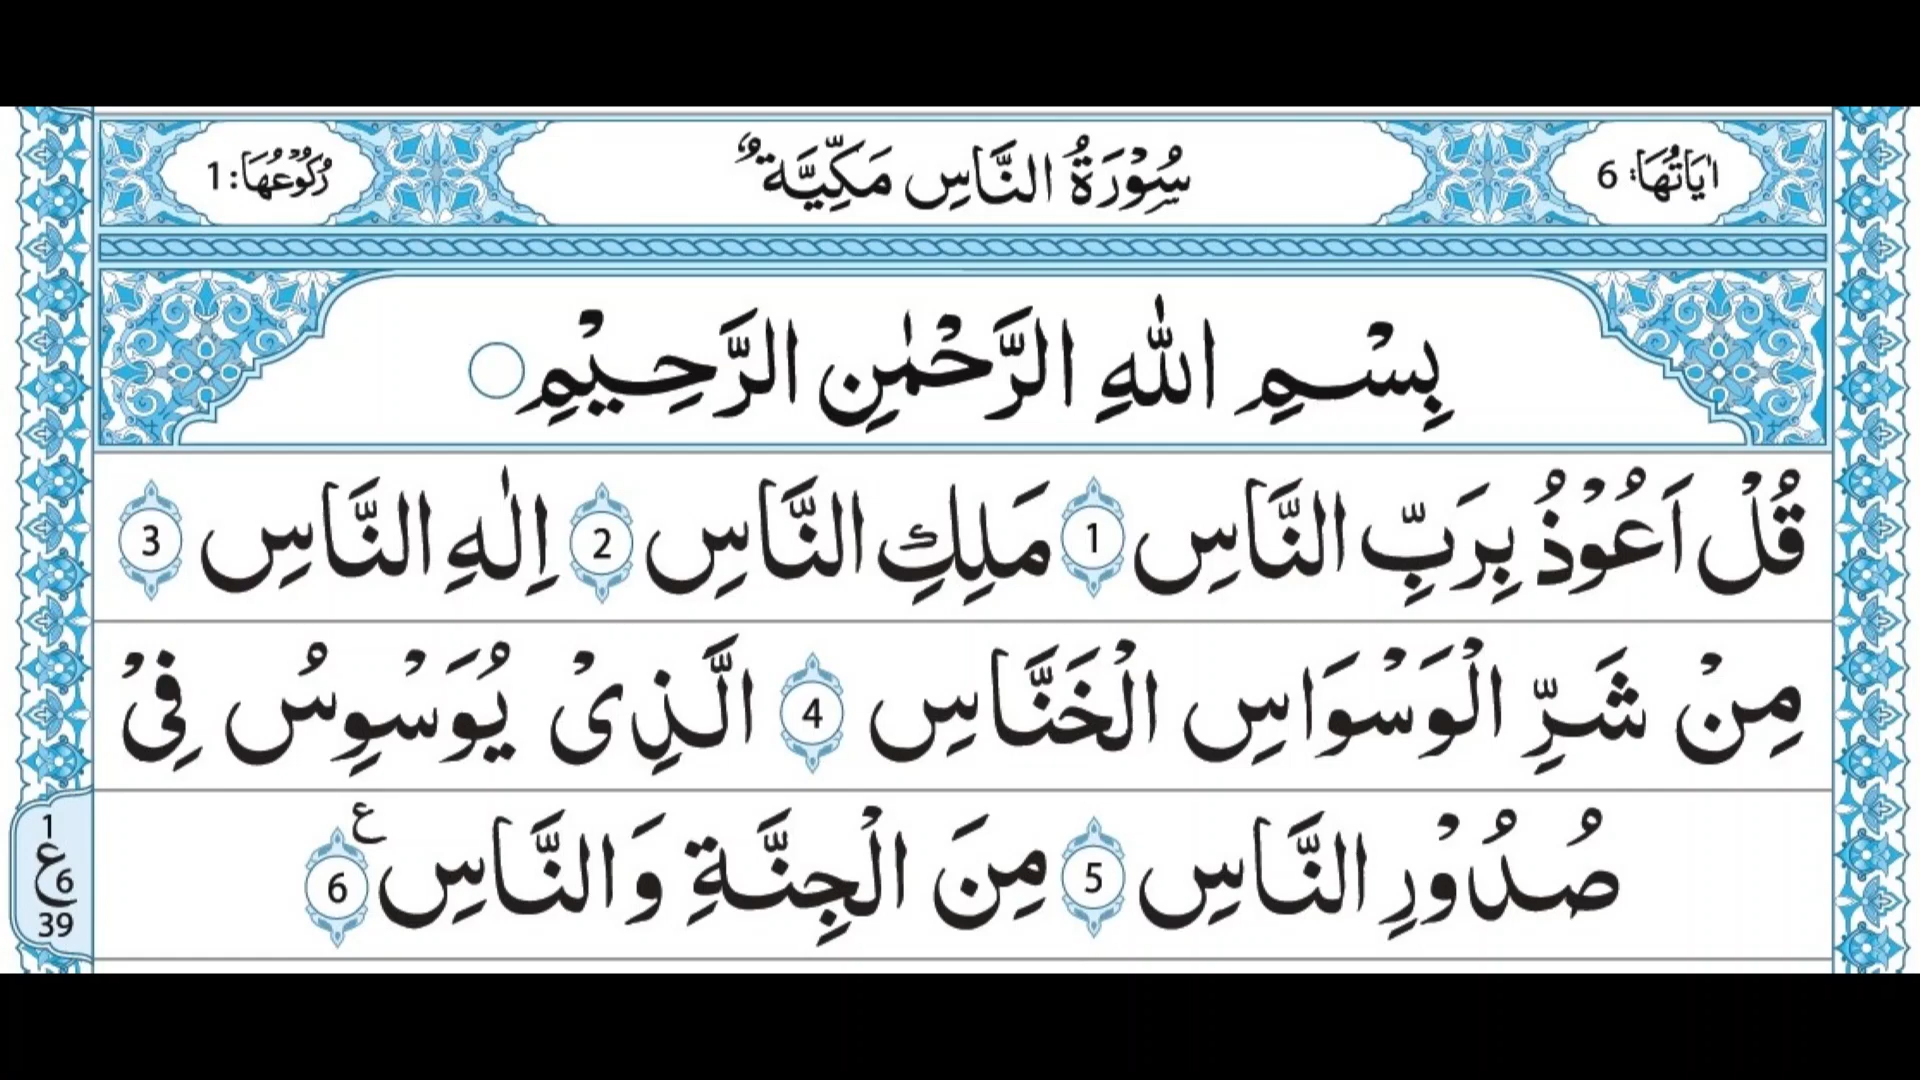 اٰيَاتُهَا: 6 سُوْرَةُ النَّاسِ مَكِّيَّةٌ رُكُوْعُهَا: 1
بِسْمِ اللّٰهِ الرَّحْمٰنِ الرَّحِيْمِ
قُلْ اَعُوْذُ بِرَبِّ النَّاسِ 1 مَلِكِ النَّاسِ 2 اِلٰهِ النَّاسِ 3
مِنْ شَرِّ الْوَسْوَاسِ الْخَنَّاسِ 4 الَّذِىْ يُوَسْوِسُ فِىْ
صُدُوْرِ النَّاسِ 5 مِنَ الْجِنَّةِ وَالنَّاسِ ع 6
1
ع 6
39